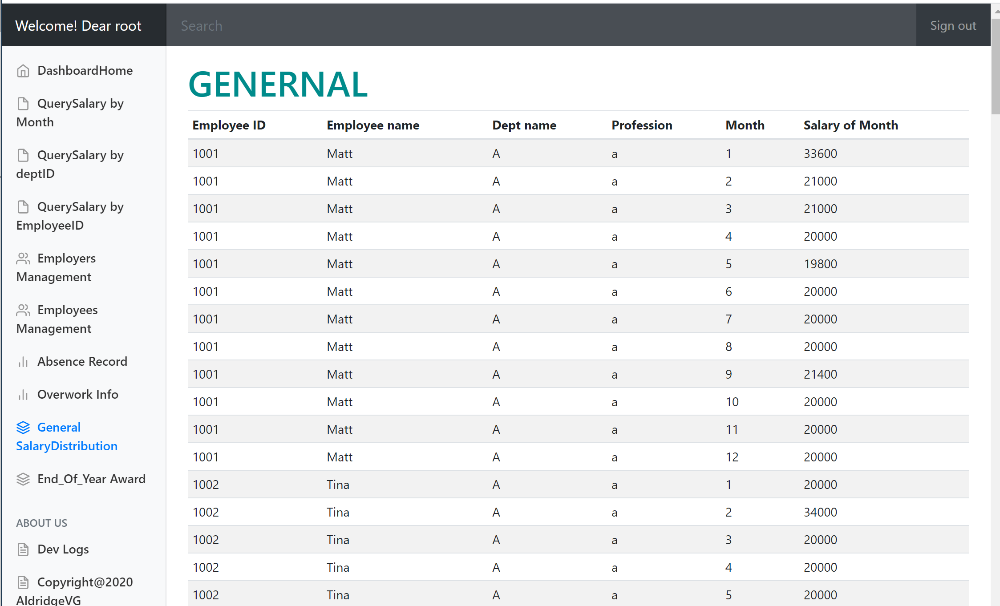 Welcome! Dear root
Search
Sign out
DashboardHome
QuerySalary by
Month
QuerySalary by
deptID
QuerySalary by
EmployeeID
Employers
Management
Employees
Management
Absence Record
Overwork Info
General
SalaryDistribution
End_Of_Year Award
ABOUT US
Dev Logs
Copyright@2020
AldridgeVG
GENERNAL
Employee ID Employee name Dept name Profession Month Salary of Month
1001 Matt A a 1 33600
1001 Matt A a 2 21000
1001 Matt A a 3 21000
1001 Matt A a 4 20000
1001 Matt A a 5 19800
1001 Matt A a 6 20000
1001 Matt A a 7 20000
1001 Matt A a 8 20000
1001 Matt A a 9 21400
1001 Matt A a 10 20000
1001 Matt A a 11 20000
1001 Matt A a 12 20000
1002 Tina A a 1 20000
1002 Tina A a 2 34000
1002 Tina A a 3 20000
1002 Tina A a 4 20000
1002 Tina A a 5 20000